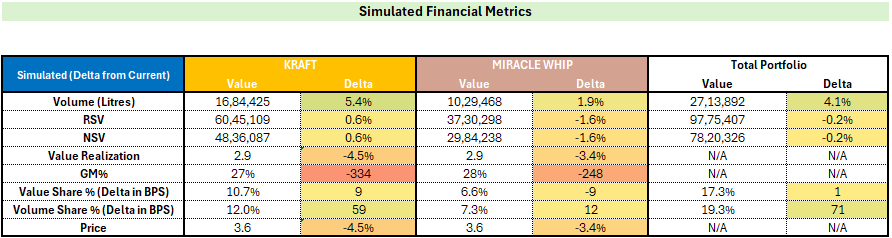 Simulated Financial Metrics
Simulated (Delta from Current) KRAFT MIRACLE WHIP Total Portfolio
Value Delta Value Delta Value Delta
Volume (Litres) 16,84,425 5.4% 10,29,468 1.9% 27,13,892 4.1%
RSV 60,45,109 0.6% 37,30,298 -1.6% 97,75,407 -0.2%
NSV 48,36,087 0.6% 29,84,238 -1.6% 78,20,326 -0.2%
Value Realization 2.9 -4.5% 2.9 -3.4% N/A N/A
GM% 27% -334 28% -248 N/A N/A
Value Share % (Delta in BPS) 10.7% 9 6.6% -9 17.3% 1
Volume Share % (Delta in BPS) 12.0% 59 7.3% 12 19.3% 71
Price 3.6 -4.5% 3.6 -3.4% N/A N/A